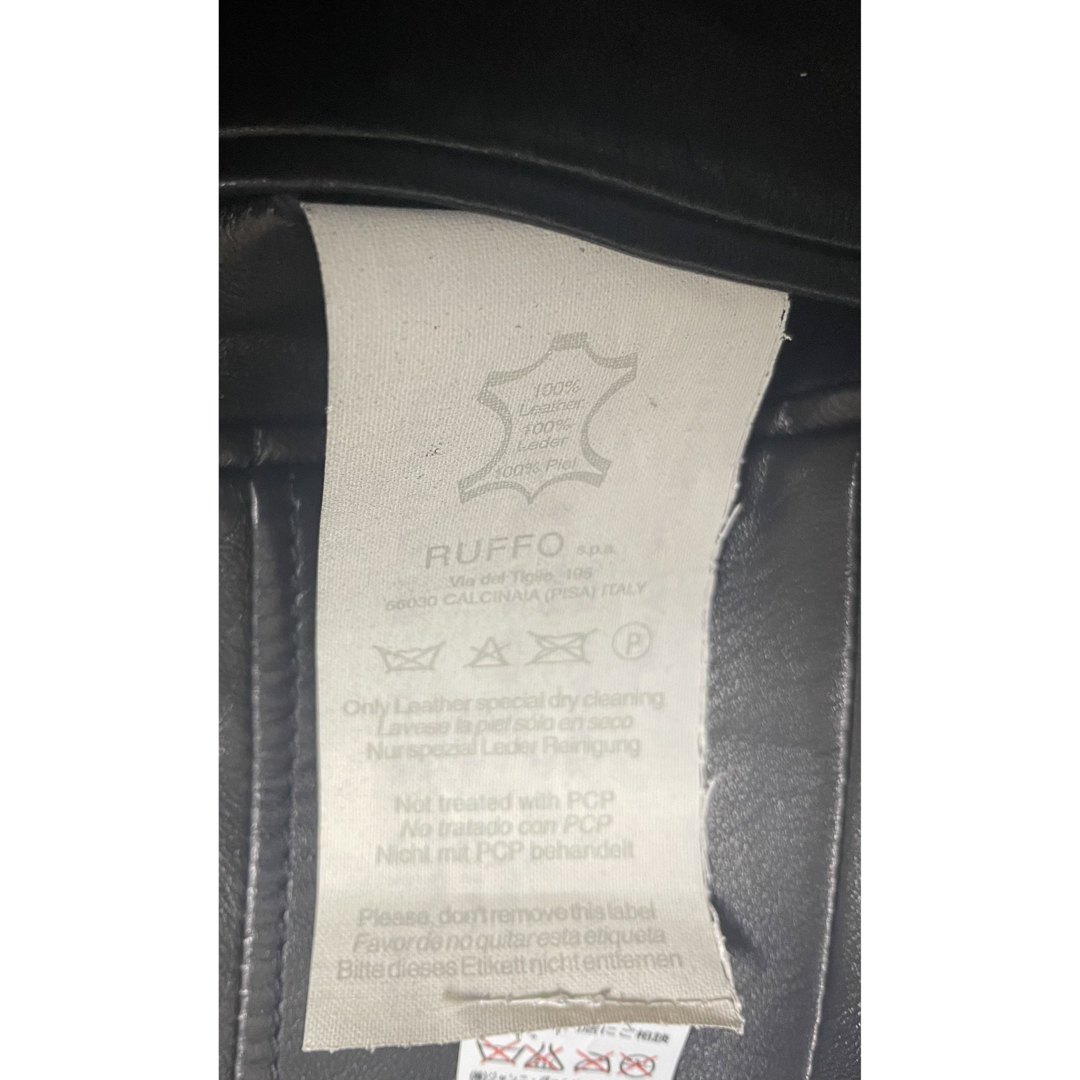 100%
Leather
100%
Leder
100% Piel
RUFFO s.p.a.
Via del Tiglio, 195
56030 CALCINAIA (PISA) ITALY
P
Only Leather special dry cleaning
Lavese la piel sólo en seco
Nur spezial Leder Reinigung
Not treated with PCP
No tratado con PCP
Nicht mit PCP behandelt
Please, don't remove this label
Favor de no quitar esta etiqueta
Bitte dieses Etikett nicht entfernen